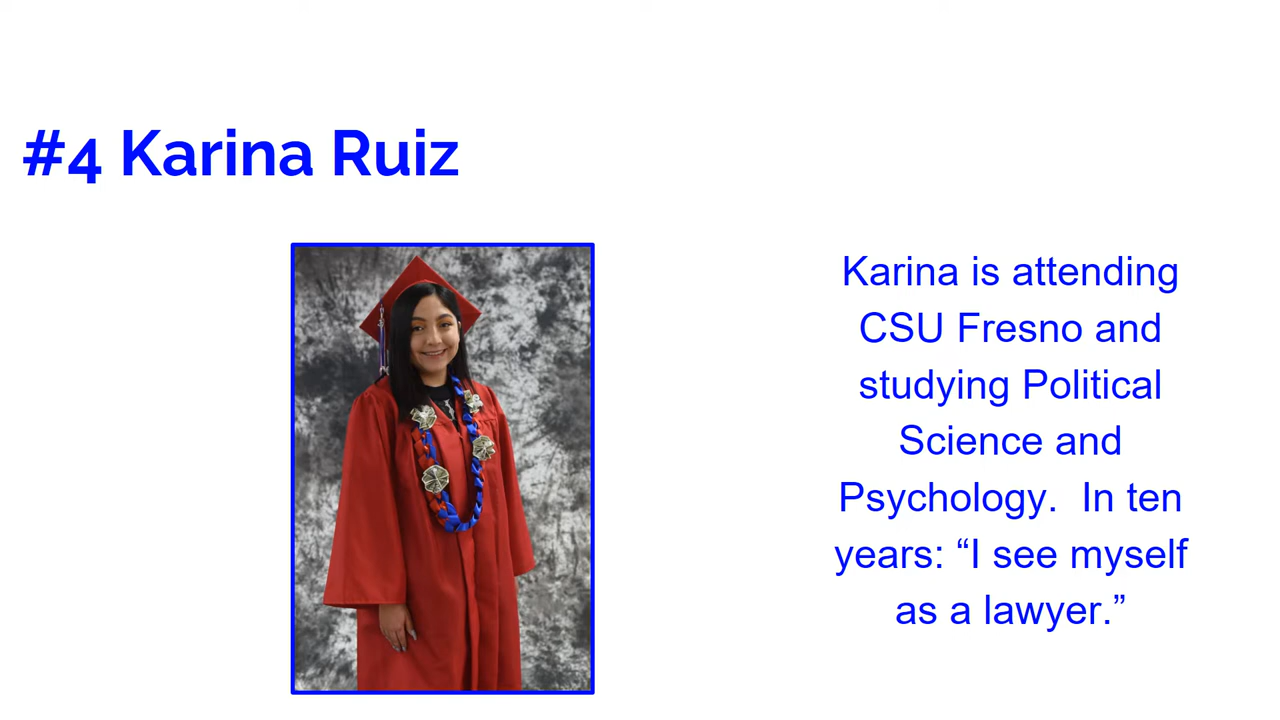 #4 Karina Ruiz
Karina is attending
CSU Fresno and
studying Political
Science and
Psychology.  In ten
years: “I see myself
as a lawyer.”